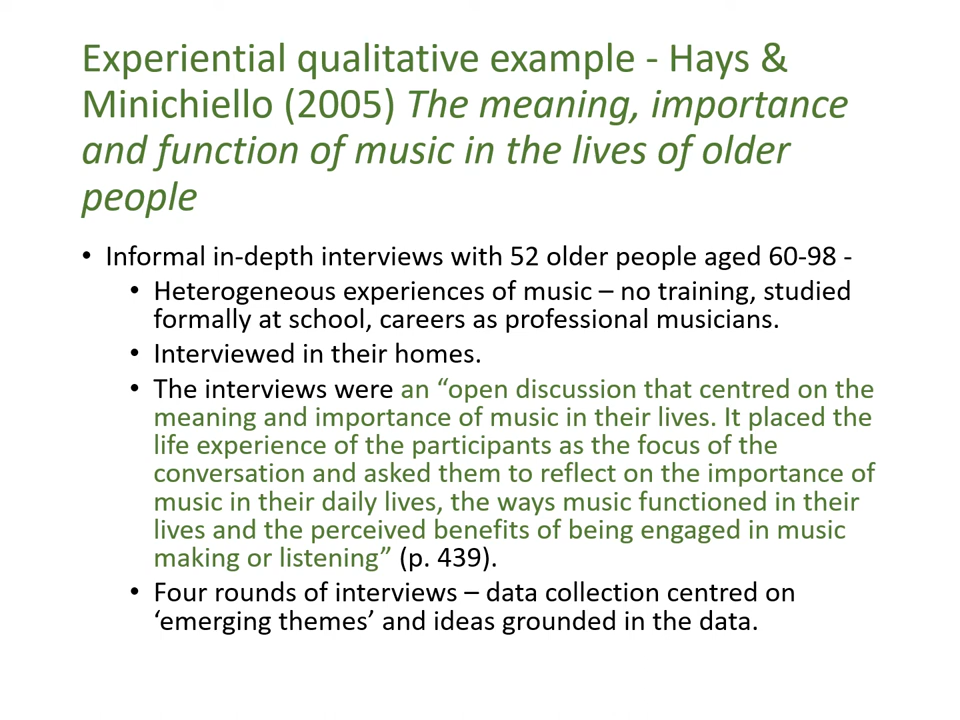 Experiential qualitative example - Hays &
Minichiello (2005) The meaning, importance
and function of music in the lives of older
people
• Informal in-depth interviews with 52 older people aged 60-98 -
• Heterogeneous experiences of music – no training, studied
formally at school, careers as professional musicians.
• Interviewed in their homes.
• The interviews were an “open discussion that centred on the
meaning and importance of music in their lives. It placed the
life experience of the participants as the focus of the
conversation and asked them to reflect on the importance of
music in their daily lives, the ways music functioned in their
lives and the perceived benefits of being engaged in music
making or listening” (p. 439).
• Four rounds of interviews – data collection centred on
‘emerging themes’ and ideas grounded in the data.